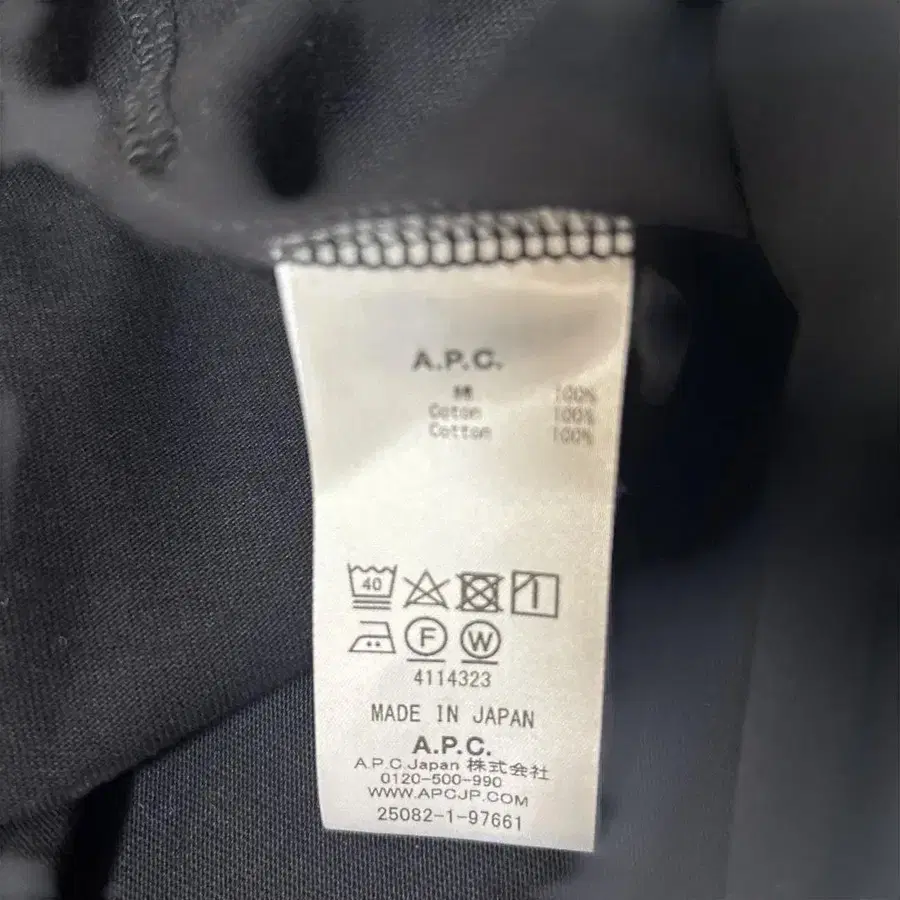 A.P.C.
綿 100%
Coton 100%
Cotton 100%
40
F W
4114323
MADE IN JAPAN
A.P.C.
A.P.C.Japan 株式会社
0120-500-990
WWW.APCJP.COM
25082-1-97661